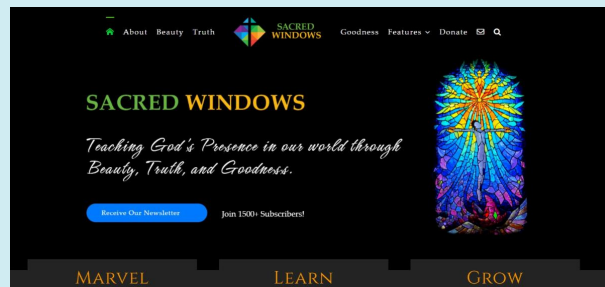 About Beauty Truth SACRED WINDOWS Goodness Features Donate
SACRED WINDOWS
Teaching God's Presence in our world through
Beauty, Truth, and Goodness.
Receive Our Newsletter Join 1500+ Subscribers!
MARVEL LEARN GROW